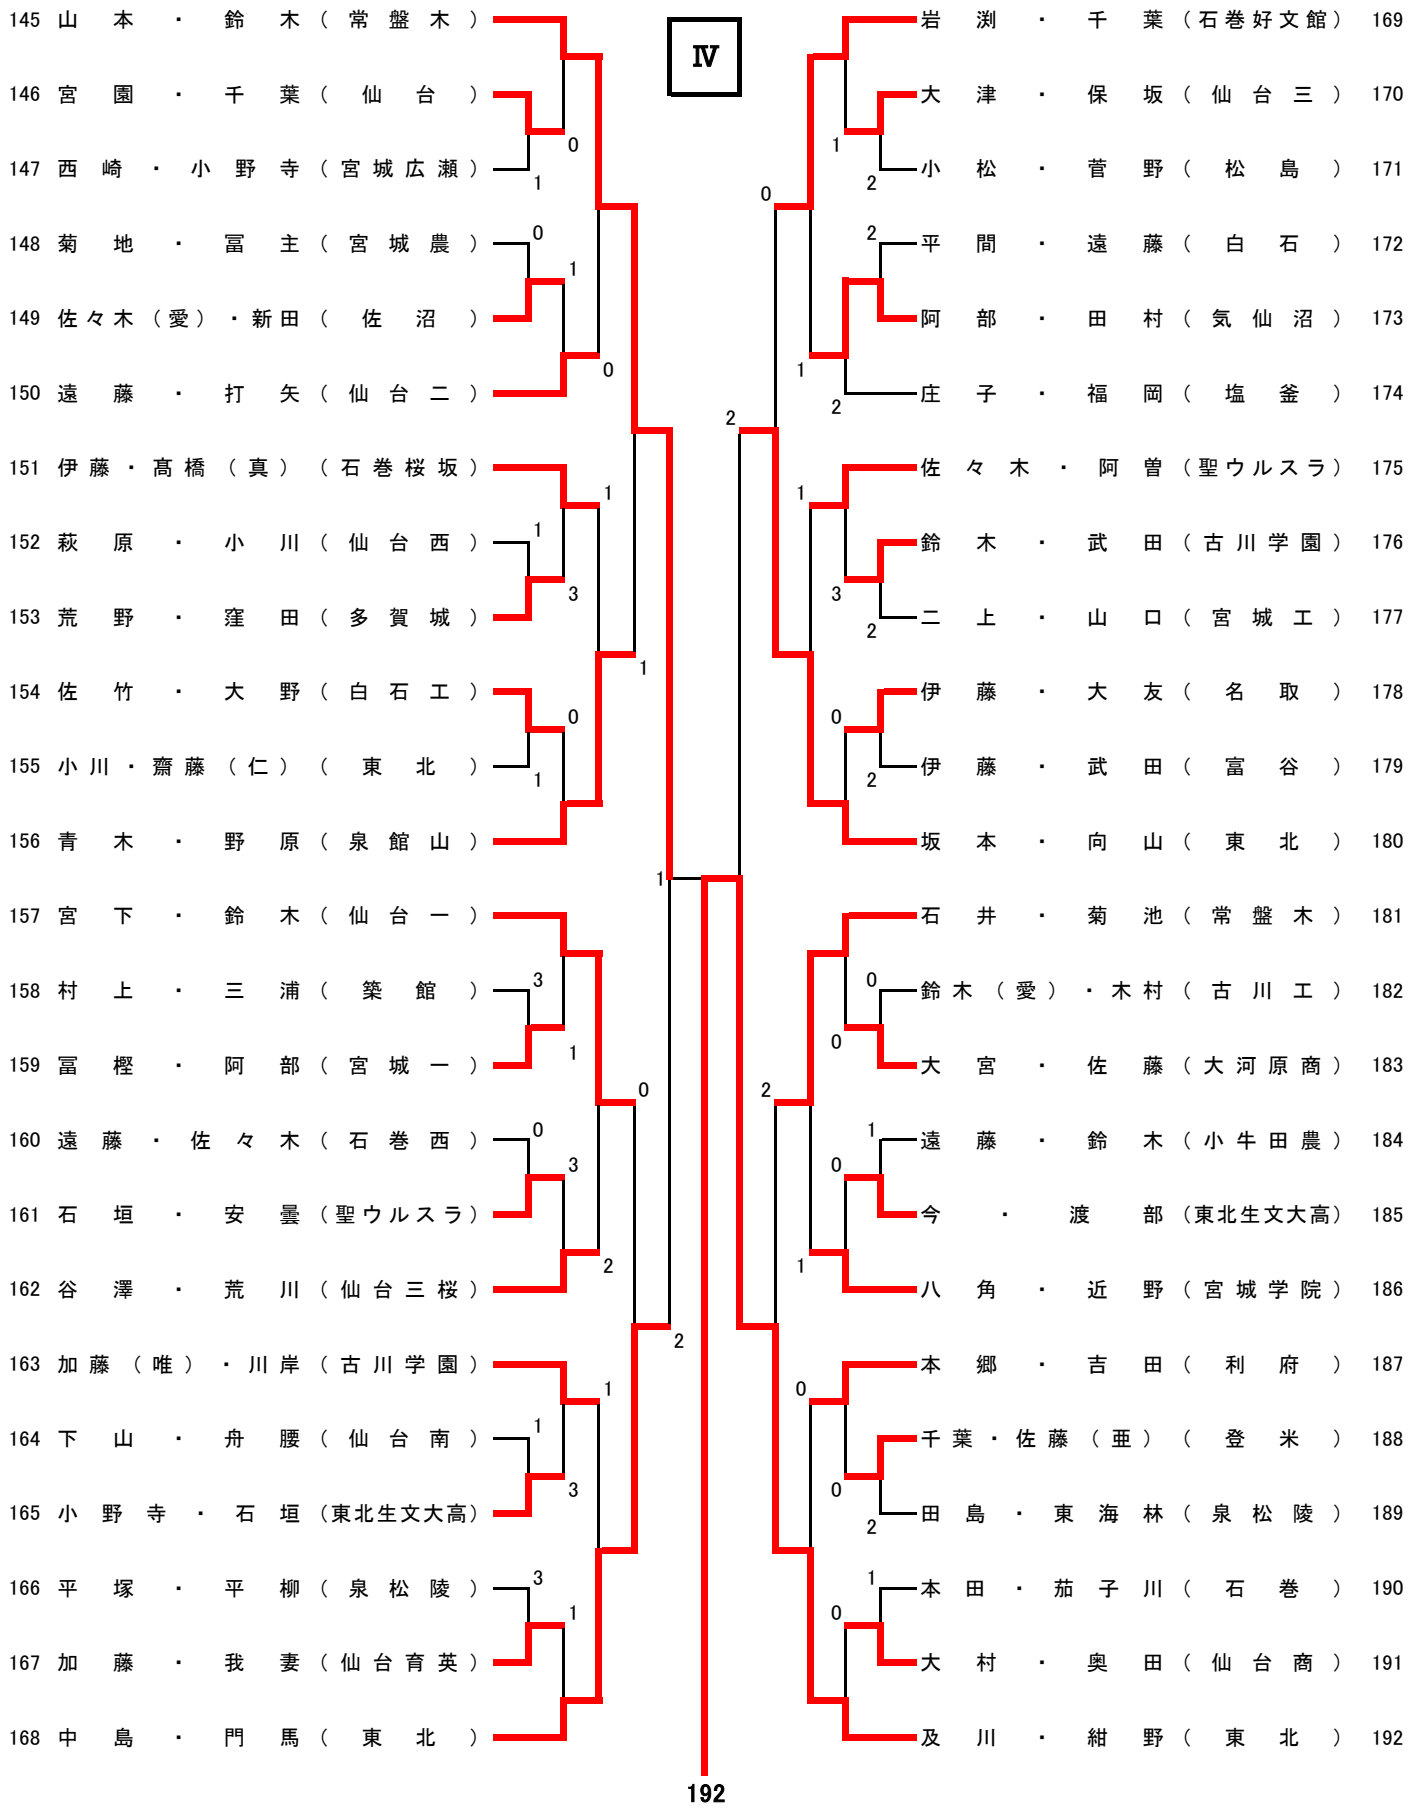 Ⅳ
145 山本・鈴木（常盤木）
146 宮園・千葉（仙台）
147 西崎・小野寺（宮城広瀬）
148 菊地・冨主（宮城農）
149 佐々木（愛）・新田（佐沼）
150 遠藤・打矢（仙台二）
151 伊藤・髙橋（真）（石巻桜坂）
152 萩原・小川（仙台西）
153 荒野・窪田（多賀城）
154 佐竹・大野（白石工）
155 小川・齋藤（仁）（東北）
156 青木・野原（泉館山）
157 宮下・鈴木（仙台一）
158 村上・三浦（築館）
159 冨樫・阿部（宮城一）
160 遠藤・佐々木（石巻西）
161 石垣・安曇（聖ウルスラ）
162 谷澤・荒川（仙台三桜）
163 加藤（唯）・川岸（古川学園）
164 下山・舟腰（仙台南）
165 小野寺・石垣（東北生文大高）
166 平塚・平柳（泉松陵）
167 加藤・我妻（仙台育英）
168 中島・門馬（東北）
0
1
0
1
0
1
1
3
1
0
1
1
3
1
0
0
3
2
2
1
1
3
3
1
岩渕・千葉（石巻好文館） 169
大津・保坂（仙台三） 170
小松・菅野（松島） 171
平間・遠藤（白石） 172
阿部・田村（気仙沼） 173
庄子・福岡（塩釜） 174
佐々木・阿曽（聖ウルスラ） 175
鈴木・武田（古川学園） 176
二上・山口（宮城工） 177
伊藤・大友（名取） 178
伊藤・武田（富谷） 179
坂本・向山（東北） 180
石井・菊池（常盤木） 181
鈴木（愛）・木村（古川工） 182
大宮・佐藤（大河原商） 183
遠藤・鈴木（小牛田農） 184
今・渡部（東北生文大高） 185
八角・近野（宮城学院） 186
本郷・吉田（利府） 187
千葉・佐藤（亜）（登米） 188
田島・東海林（泉松陵） 189
本田・茄子川（石巻） 190
大村・奥田（仙台商） 191
及川・紺野（東北） 192
1
2
0
2
1
2
2
1
3
2
0
2
0
0
2
1
0
1
0
0
2
1
0
192